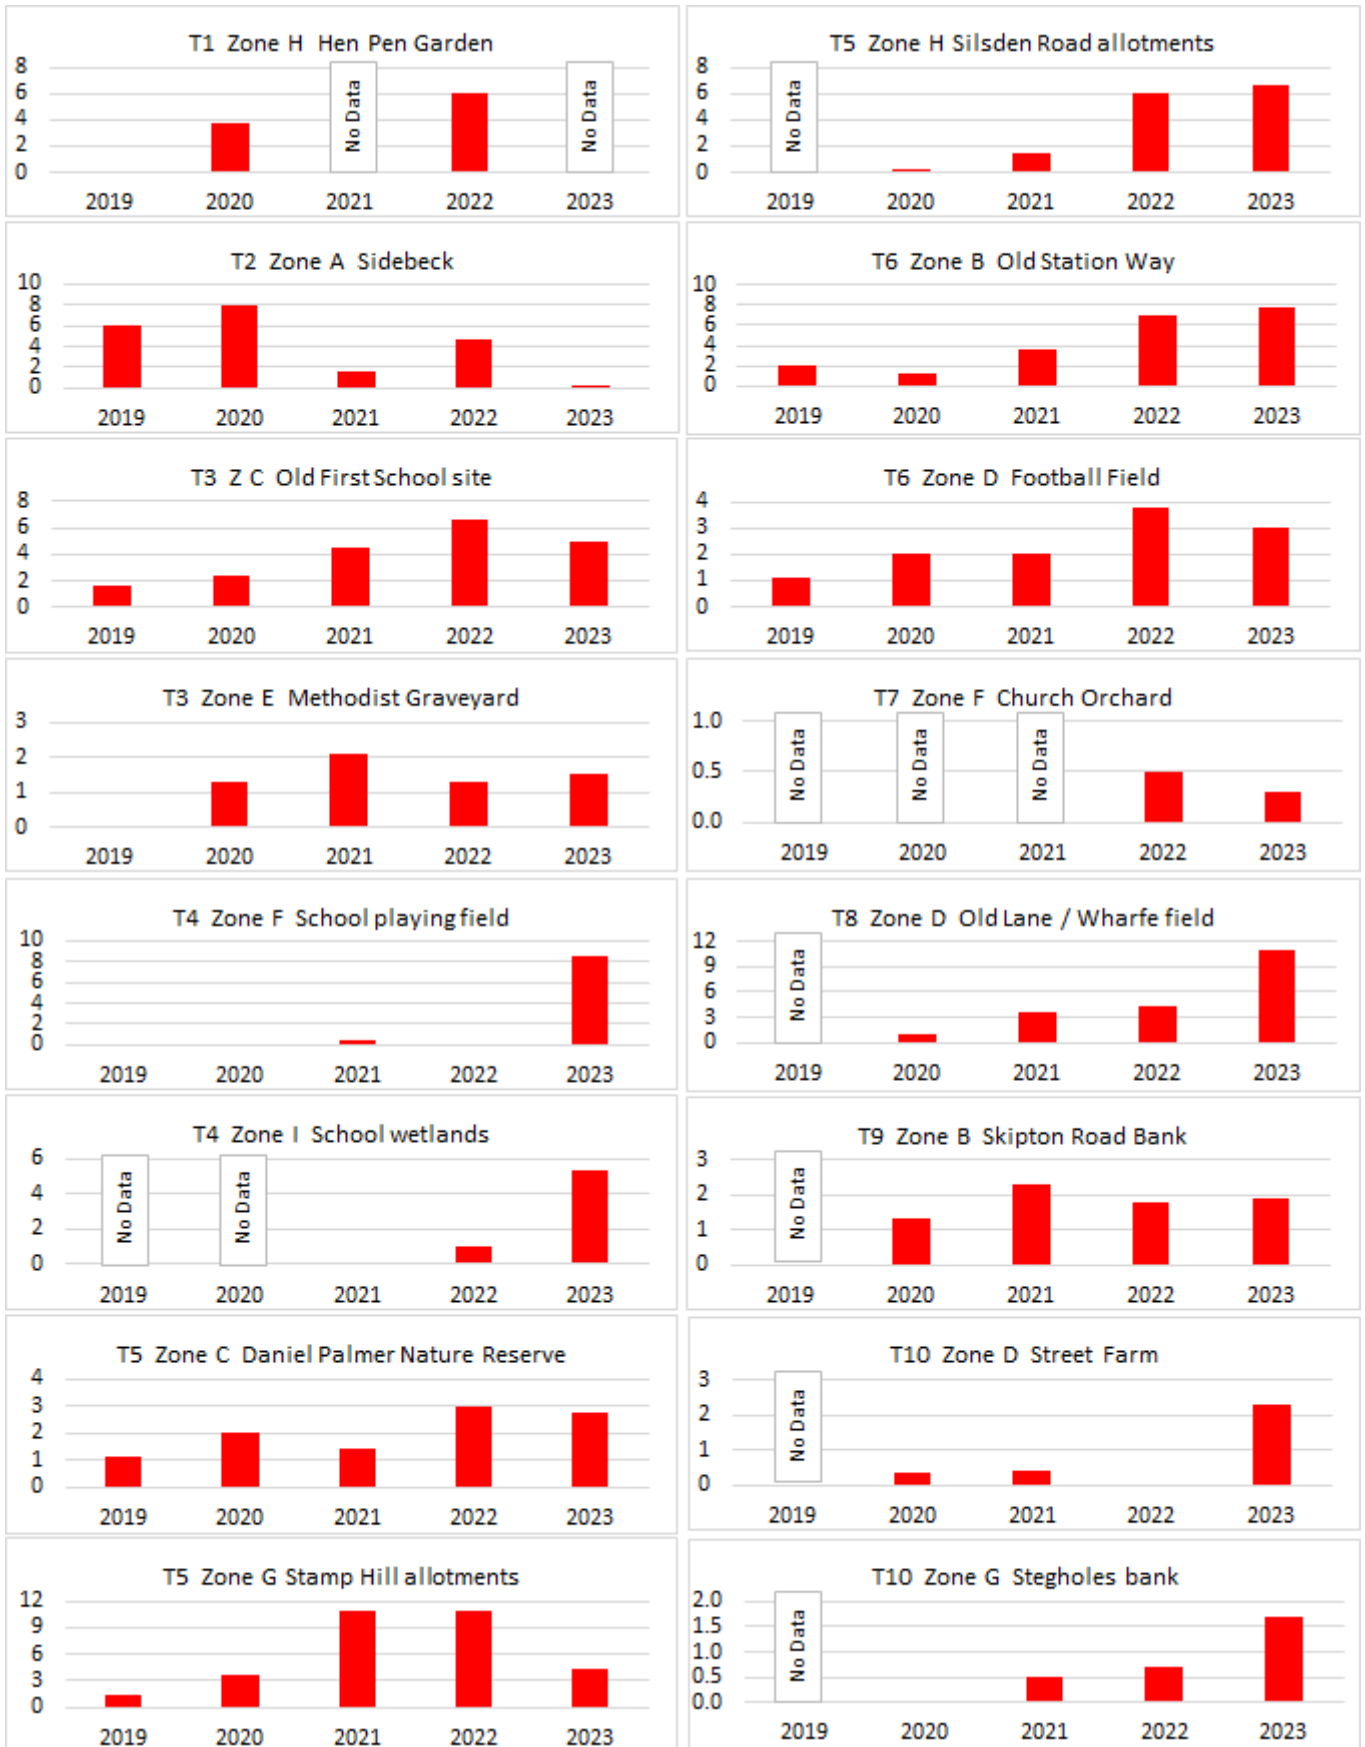 T1 Zone H Hen Pen Garden
8
6
4
2
0
No Data
No Data
2019 2020 2021 2022 2023
T5 Zone H Silsden Road allotments
8
6
4
2
0
No Data
2019 2020 2021 2022 2023
T2 Zone A Sidebeck
10
8
6
4
2
0
2019 2020 2021 2022 2023
T6 Zone B Old Station Way
10
8
6
4
2
0
2019 2020 2021 2022 2023
T3 Z C Old First School site
8
6
4
2
0
2019 2020 2021 2022 2023
T6 Zone D Football Field
4
3
2
1
0
2019 2020 2021 2022 2023
T3 Zone E Methodist Graveyard
3
2
1
0
2019 2020 2021 2022 2023
T7 Zone F Church Orchard
1.0
0.5
0.0
No Data
No Data
No Data
2019 2020 2021 2022 2023
T4 Zone F School playing field
10
8
6
4
2
0
2019 2020 2021 2022 2023
T8 Zone D Old Lane / Wharfe field
12
9
6
3
0
No Data
2019 2020 2021 2022 2023
T4 Zone I School wetlands
6
4
2
0
No Data
No Data
2019 2020 2021 2022 2023
T9 Zone B Skipton Road Bank
3
2
1
0
No Data
2019 2020 2021 2022 2023
T5 Zone C Daniel Palmer Nature Reserve
4
3
2
1
0
2019 2020 2021 2022 2023
T10 Zone D Street Farm
3
2
1
0
No Data
2019 2020 2021 2022 2023
T5 Zone G Stamp Hill allotments
12
9
6
3
0
2019 2020 2021 2022 2023
T10 Zone G Stegholes bank
2.0
1.5
1.0
0.5
0.0
No Data
2019 2020 2021 2022 2023